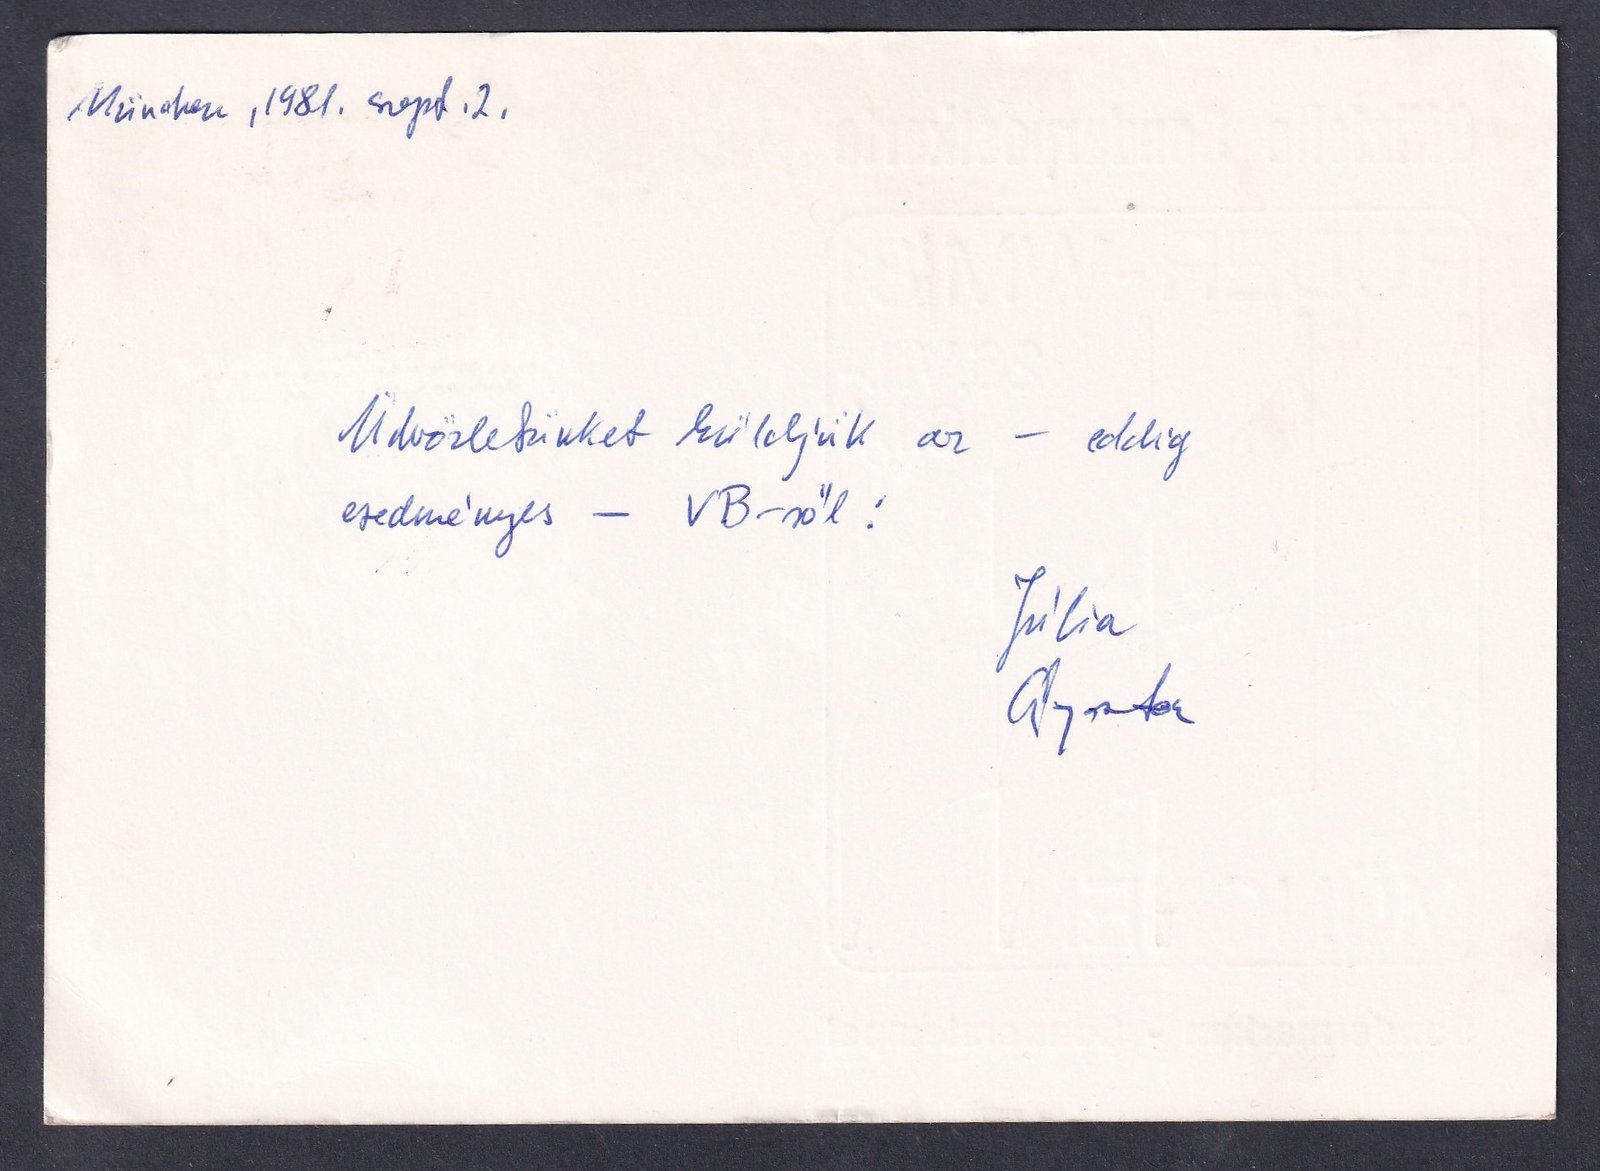 München, 1981. szept. 2.
Üdvözletünket küldjük az – eddig
eredményes – VB-ről!
Júlia